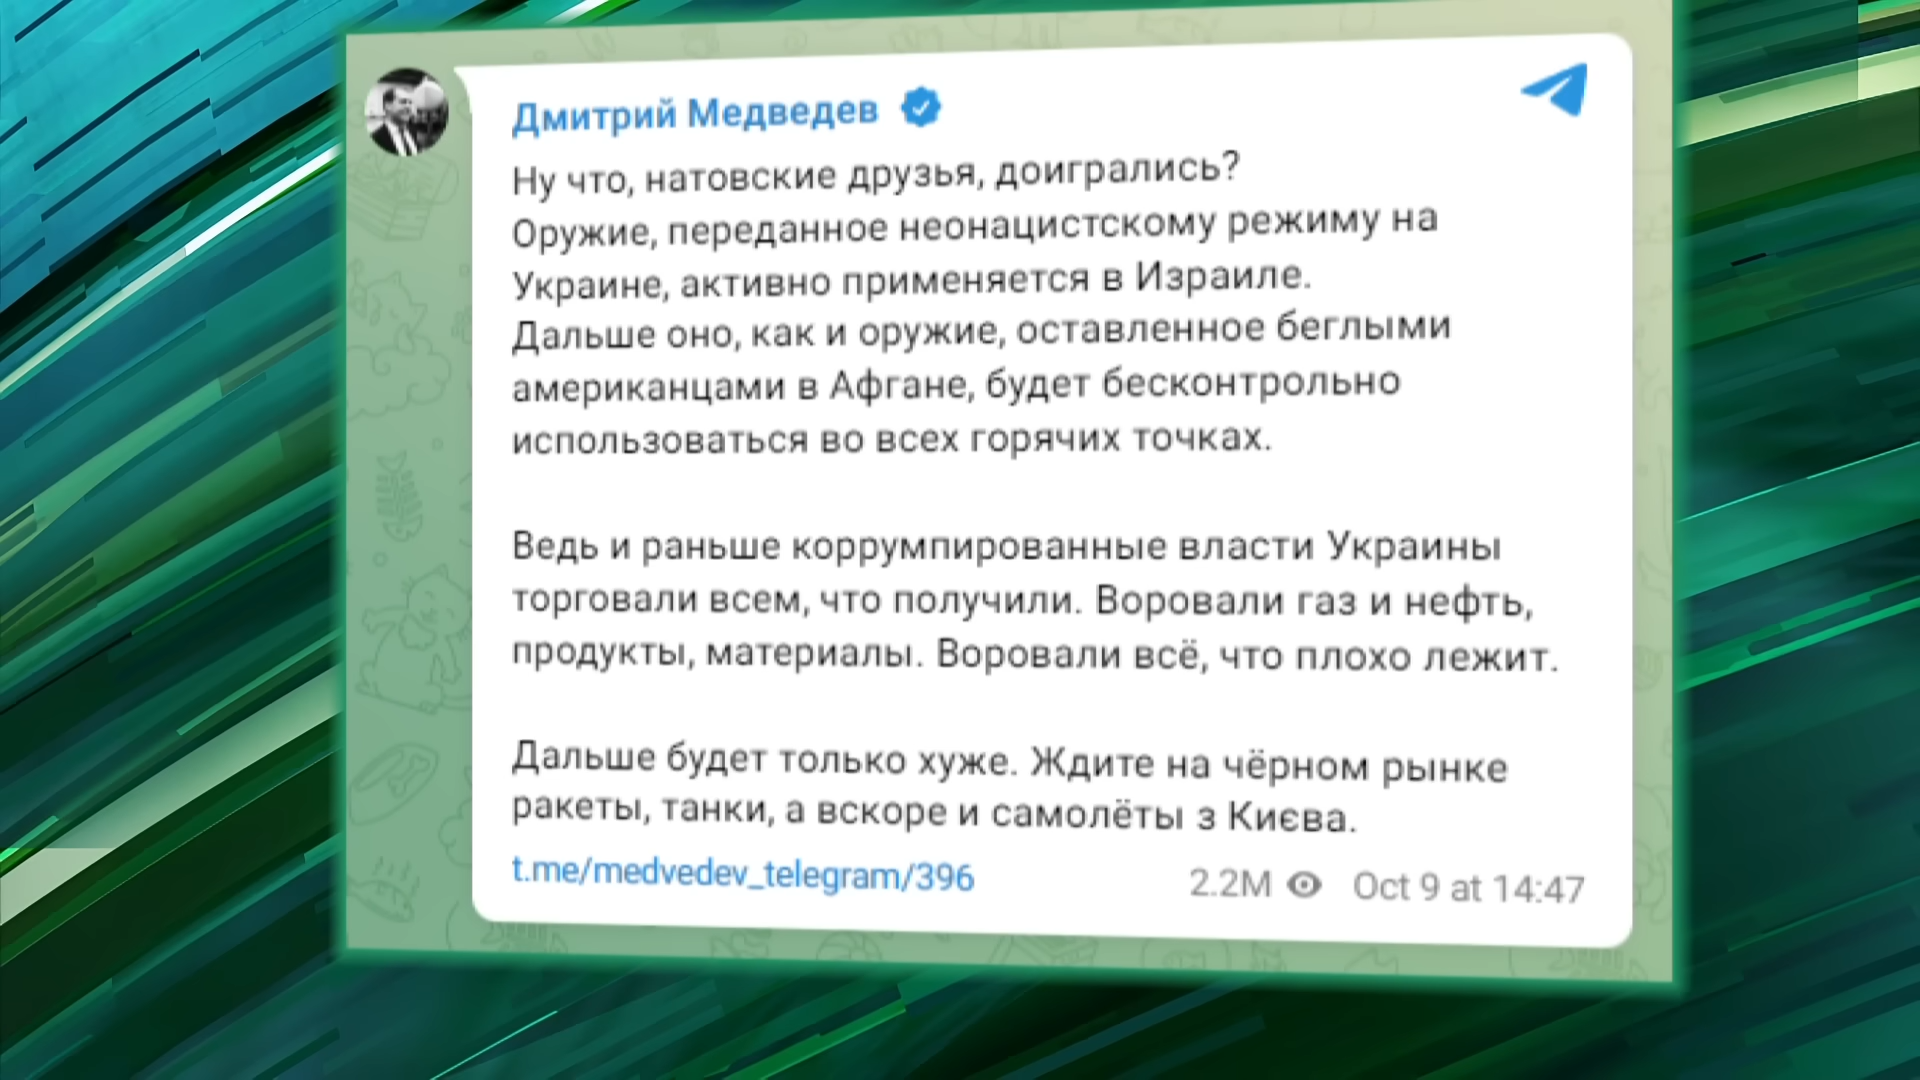 Дмитрий Медведев
Ну что, натовские друзья, доигрались?
Оружие, переданное неонацистскому режиму на
Украине, активно применяется в Израиле.
Дальше оно, как и оружие, оставленное беглыми
американцами в Афгане, будет бесконтрольно
использоваться во всех горячих точках.
Ведь и раньше коррумпированные власти Украины
торговали всем, что получили. Воровали газ и нефть,
продукты, материалы. Воровали всё, что плохо лежит.
Дальше будет только хуже. Ждите на чёрном рынке
ракеты, танки, а вскоре и самолёты з Києва.
t.me/medvedev_telegram/396 2.2M Oct 9 at 14:47